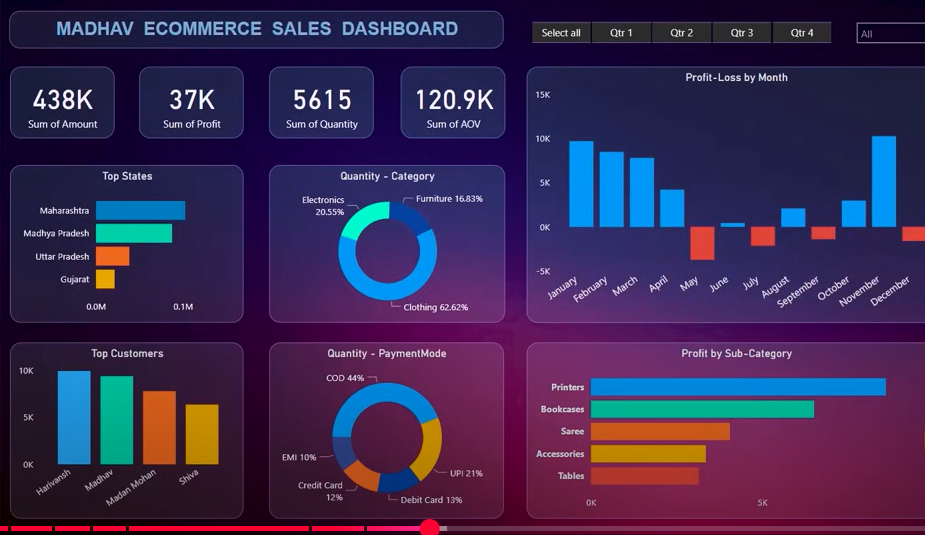 MADHAV ECOMMERCE SALES DASHBOARD
Select all
Qtr 1
Qtr 2
Qtr 3
Qtr 4
All
438K
Sum of Amount
37K
Sum of Profit
5615
Sum of Quantity
120.9K
Sum of AOV
Profit-Loss by Month
15K
10K
5K
0K
-5K
January
February
March
April
May
June
July
August
September
October
November
December
Top States
Maharashtra
Madhya Pradesh
Uttar Pradesh
Gujarat
0.0M
0.1M
Quantity - Category
Electronics
20.55%
Furniture 16.83%
Clothing 62.62%
Top Customers
10K
5K
0K
Harivansh
Madhav
Madan Mohan
Shiva
Quantity - PaymentMode
COD 44%
EMI 10%
Credit Card
12%
Debit Card 13%
UPI 21%
Profit by Sub-Category
Printers
Bookcases
Saree
Accessories
Tables
0K
5K